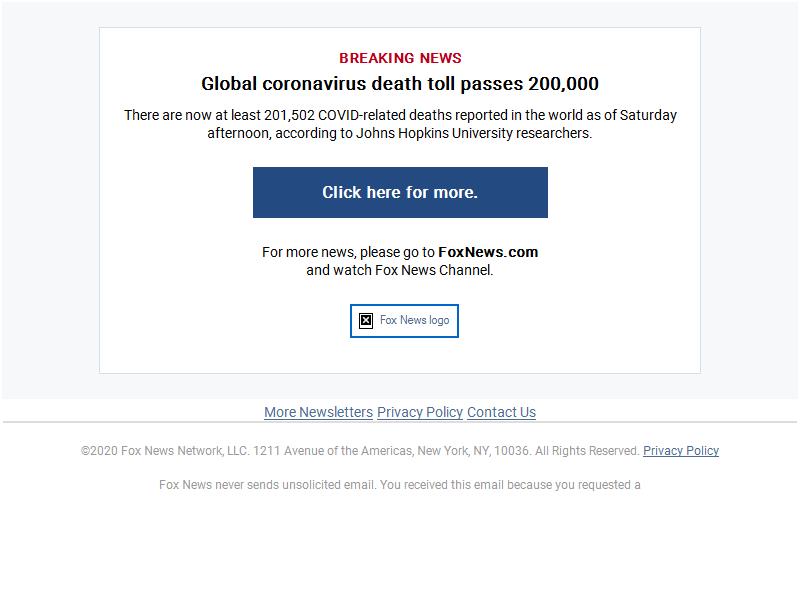 BREAKING NEWS
Global coronavirus death toll passes 200,000
There are now at least 201,502 COVID-related deaths reported in the world as of Saturday
afternoon, according to Johns Hopkins University researchers.
Click here for more.
For more news, please go to FoxNews.com
and watch Fox News Channel.
Fox News logo
More Newsletters Privacy Policy Contact Us
©2020 Fox News Network, LLC. 1211 Avenue of the Americas, New York, NY, 10036. All Rights Reserved. Privacy Policy
Fox News never sends unsolicited email. You received this email because you requested a